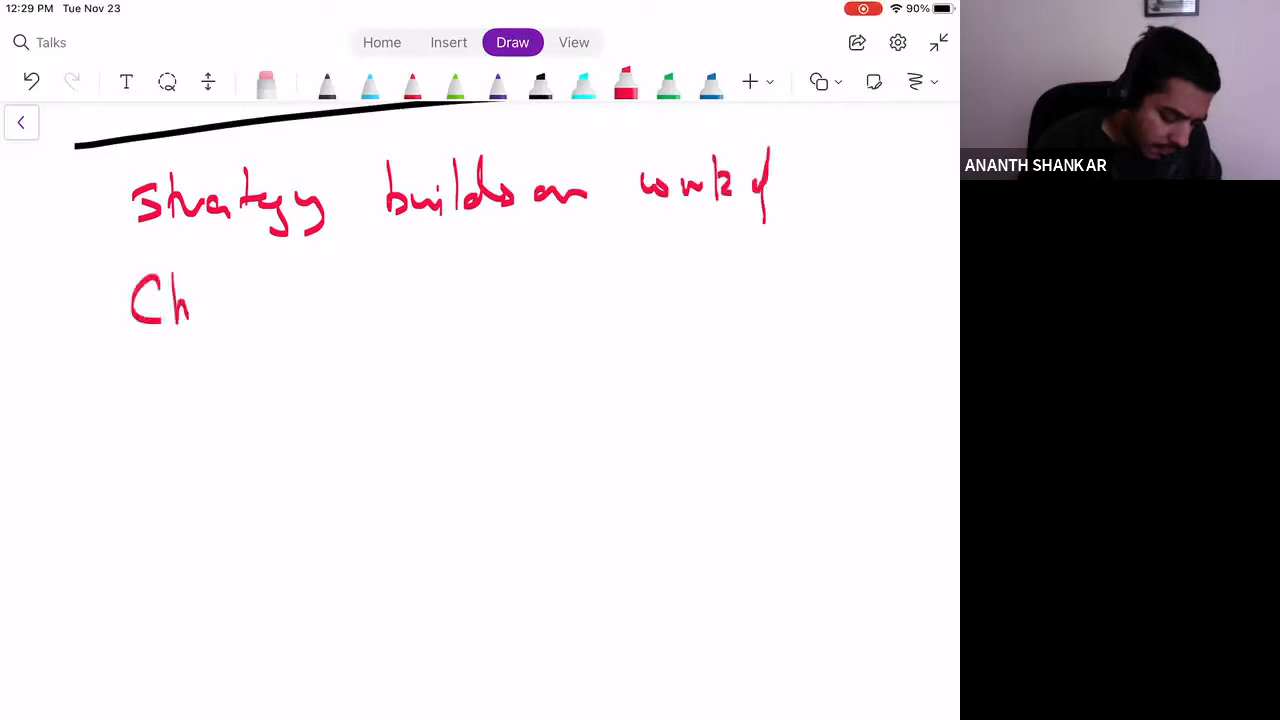 12:29 PM Tue Nov 23
90%
Talks
Home Insert Draw View
T
ANANTH SHANKAR
strategy builds on work of
Ch